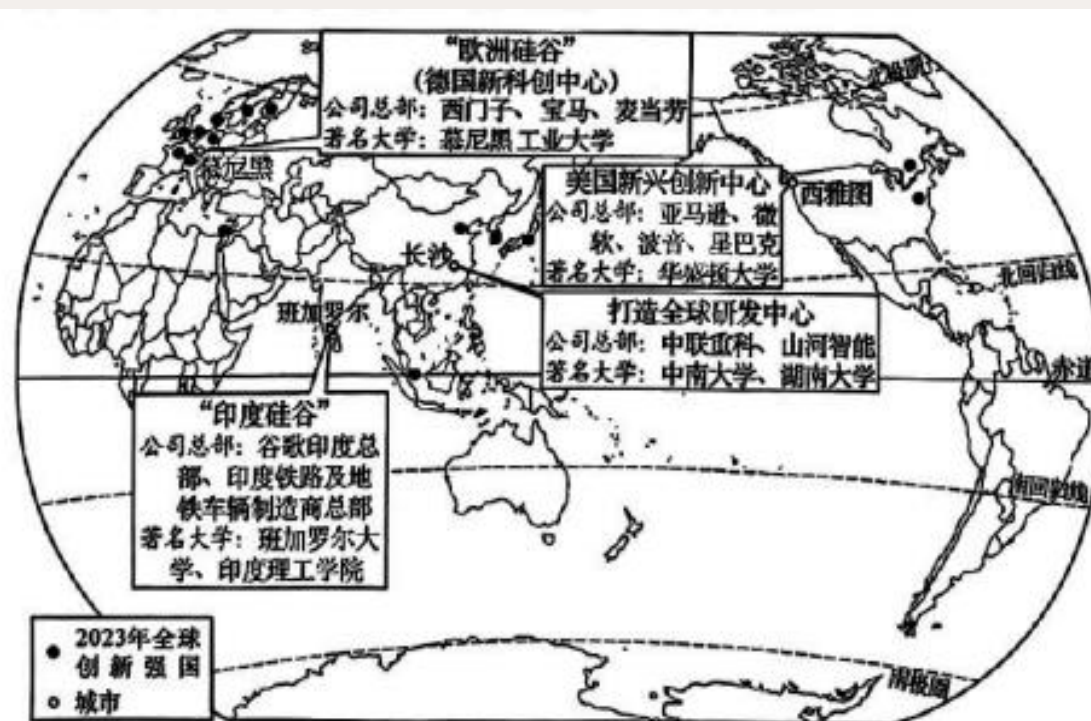 “欧洲硅谷”
(德国新科创中心)
公司总部：西门子、宝马、麦当劳
著名大学：慕尼黑工业大学
慕尼黑
北极圈
美国新兴创新中心
公司总部：亚马逊、微
软、波音、星巴克
著名大学：华盛顿大学
西雅图
长沙
北回归线
班加罗尔
打造全球研发中心
公司总部：中联重科、山河智能
著名大学：中南大学、湖南大学
赤道
“印度硅谷”
公司总部：谷歌印度总
部、印度铁路及地
铁车辆制造商总部
著名大学：班加罗尔大
学、印度理工学院
南回归线
2023年全球
创新强国
城市
南极圈